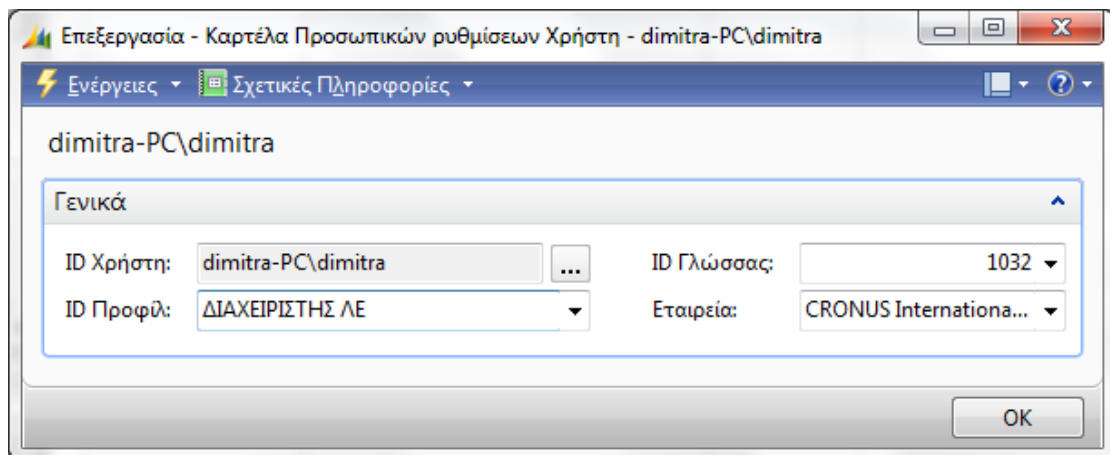 Επεξεργασία - Καρτέλα Προσωπικών ρυθμίσεων Χρήστη - dimitra-PC\dimitra
Ενέργειες Σχετικές Πληροφορίες
dimitra-PC\dimitra
Γενικά
ID Χρήστη: dimitra-PC\dimitra ... ID Γλώσσας: 1032
ID Προφίλ: ΔΙΑΧΕΙΡΙΣΤΗΣ ΛΕ Εταιρεία: CRONUS Internationa...
OK